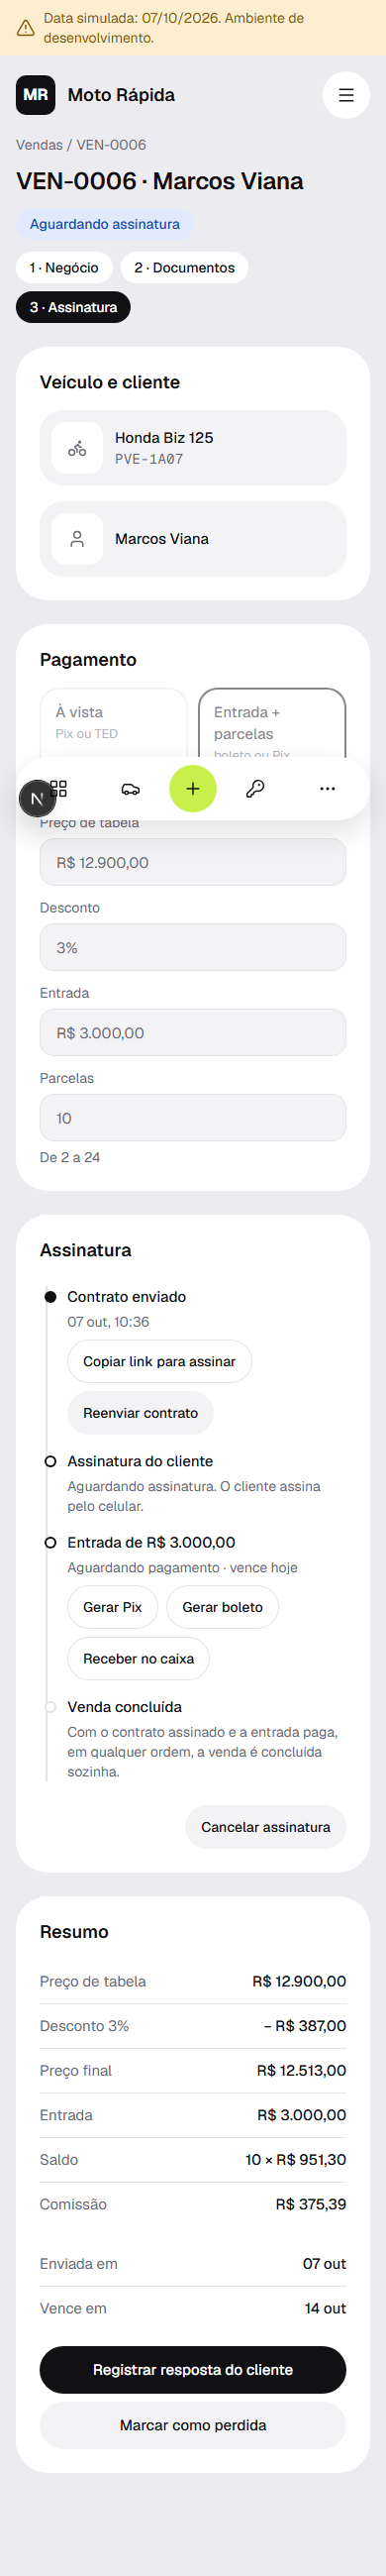 Data simulada: 07/10/2026. Ambiente de
desenvolvimento.
MR
Moto Rápida
Vendas / VEN-0006
VEN-0006 · Marcos Viana
Aguardando assinatura
1 · Negócio
2 · Documentos
3 · Assinatura
Veículo e cliente
Honda Biz 125
PVE-1A07
Marcos Viana
Pagamento
À vista
Pix ou TED
Entrada +
parcelas
boleto ou Pix
N
Preço de tabela
R$ 12.900,00
Desconto
3%
Entrada
R$ 3.000,00
Parcelas
10
De 2 a 24
Assinatura
Contrato enviado
07 out, 10:36
Copiar link para assinar
Reenviar contrato
Assinatura do cliente
Aguardando assinatura. O cliente assina
pelo celular.
Entrada de R$ 3.000,00
Aguardando pagamento · vence hoje
Gerar Pix
Gerar boleto
Receber no caixa
Venda concluída
Com o contrato assinado e a entrada paga,
em qualquer ordem, a venda é concluída
sozinha.
Cancelar assinatura
Resumo
Preço de tabela R$ 12.900,00
Desconto 3% − R$ 387,00
Preço final R$ 12.513,00
Entrada R$ 3.000,00
Saldo 10 × R$ 951,30
Comissão R$ 375,39
Enviada em 07 out
Vence em 14 out
Registrar resposta do cliente
Marcar como perdida